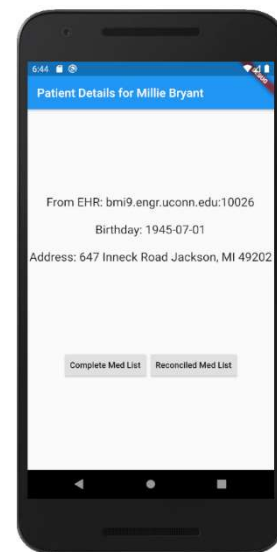 6:44
Patient Details for Millie Bryant
From EHR: bmi9.engr.uconn.edu:10026
Birthday: 1945-07-01
Address: 647 Inneck Road Jackson, MI 49202
Complete Med List
Reconciled Med List